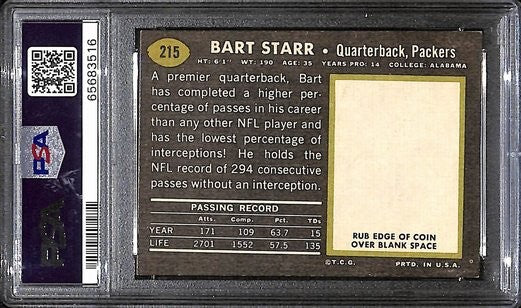 215
BART STARR • Quarterback, Packers
HT: 6'1" WT: 190 AGE: 35 YEARS PRO: 14 COLLEGE: ALABAMA
A premier quarterback, Bart
has completed a higher per-
centage of passes in his career
than any other NFL player and
has the lowest percentage of
interceptions! He holds the
NFL record of 294 consecutive
passes without an interception.
PASSING RECORD
Atts. Comp. Pct. TDs
YEAR 171 109 63.7 15
LIFE 2701 1552 57.5 135
RUB EDGE OF COIN
OVER BLANK SPACE
©T.C.G. PRTD. IN U.S.A.
65683516
PSA
PSA